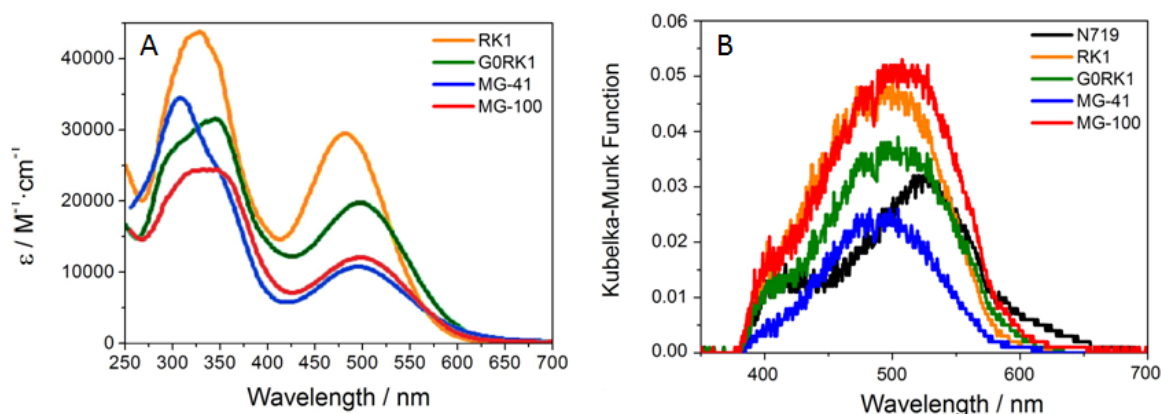 A
RK1
G0RK1
MG-41
MG-100
ε / M⁻¹·cm⁻¹
40000
30000
20000
10000
0
250 300 350 400 450 500 550 600 650 700
Wavelength / nm
B
N719
RK1
G0RK1
MG-41
MG-100
Kubelka-Munk Function
0.06
0.05
0.04
0.03
0.02
0.01
0.00
400 500 600 700
Wavelength / nm